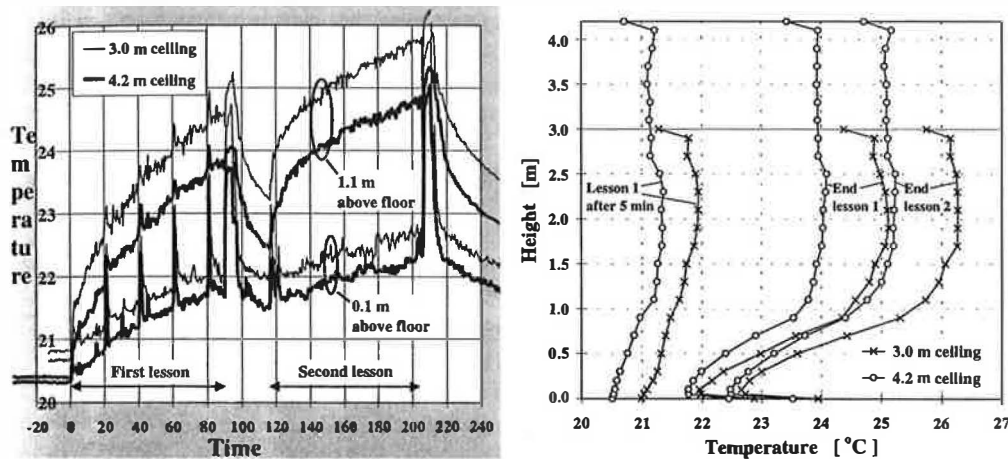 26
25
24
23
22
21
20
Te
m
pe
ra
tu
re
3.0 m ceiling
4.2 m ceiling
1.1 m
above floor
0.1 m
above floor
First lesson
Second lesson
-20 0 20 40 60 80 100 120 140 160 180 200 220 240
Time
4.0
3.5
3.0
2.5
2.0
1.5
1.0
0.5
0.0
Height [m]
Lesson 1
after 5 min
End
lesson 1
End
lesson 2
3.0 m ceiling
4.2 m ceiling
20 21 22 23 24 25 26 27
Temperature [°C]